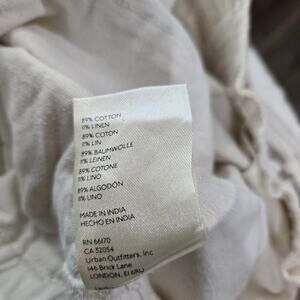 89% COTTON
11% LINEN
89% COTON
11% LIN
89% BAUMWOLLE
11% LEINEN
89% COTONE
11% LINO
89% ALGODÓN
11% LINO
MADE IN INDIA
HECHO EN INDIA
RN 66170
CA 32054
Urban Outfitters, Inc
146 Brick Lane
LONDON, E1 6RU